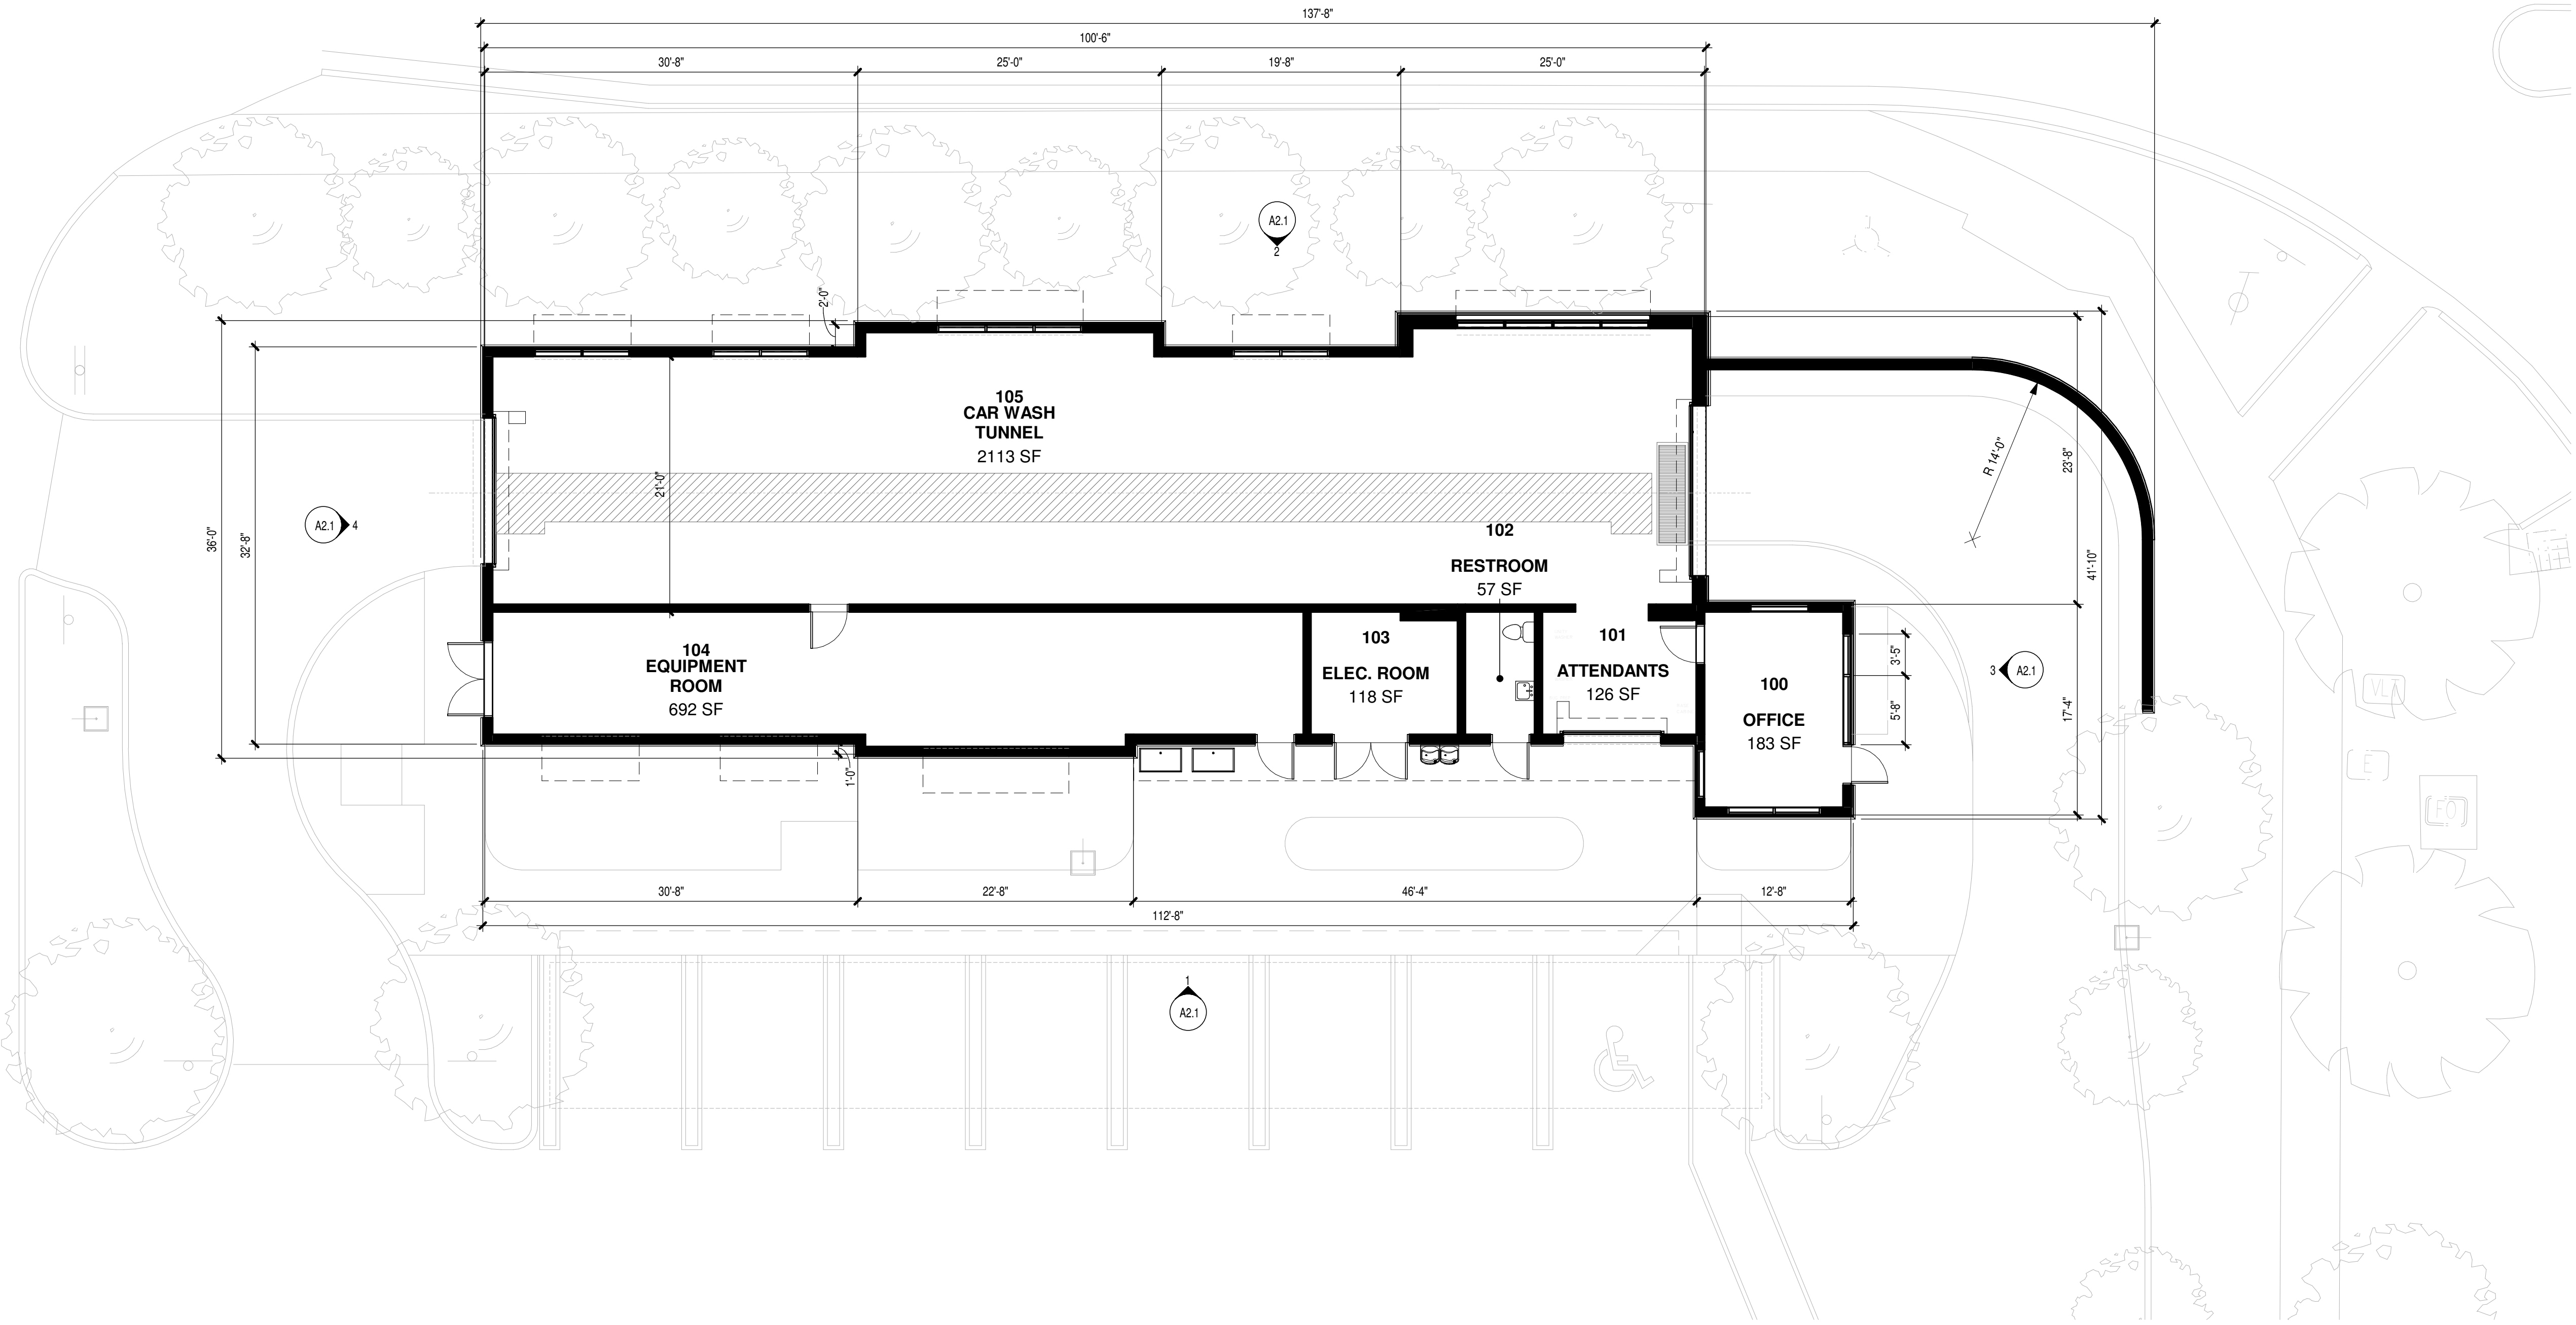 137'-8"
100'-6"
30'-8"
25'-0"
19'-8"
25'-0"
A2.1
2
2'-0"
105
CAR WASH
TUNNEL
2113 SF
21'-0"
36'-0"
32'-8"
A2.1
4
R 14'-0"
23'-8"
41'-10"
17'-4"
102
RESTROOM
57 SF
104
EQUIPMENT
ROOM
692 SF
103
ELEC. ROOM
118 SF
101
ATTENDANTS
126 SF
100
OFFICE
183 SF
3'-5"
5'-8"
3
A2.1
VLT
E
FO
1'-0"
30'-8"
22'-8"
46'-4"
12'-8"
112'-8"
1
A2.1